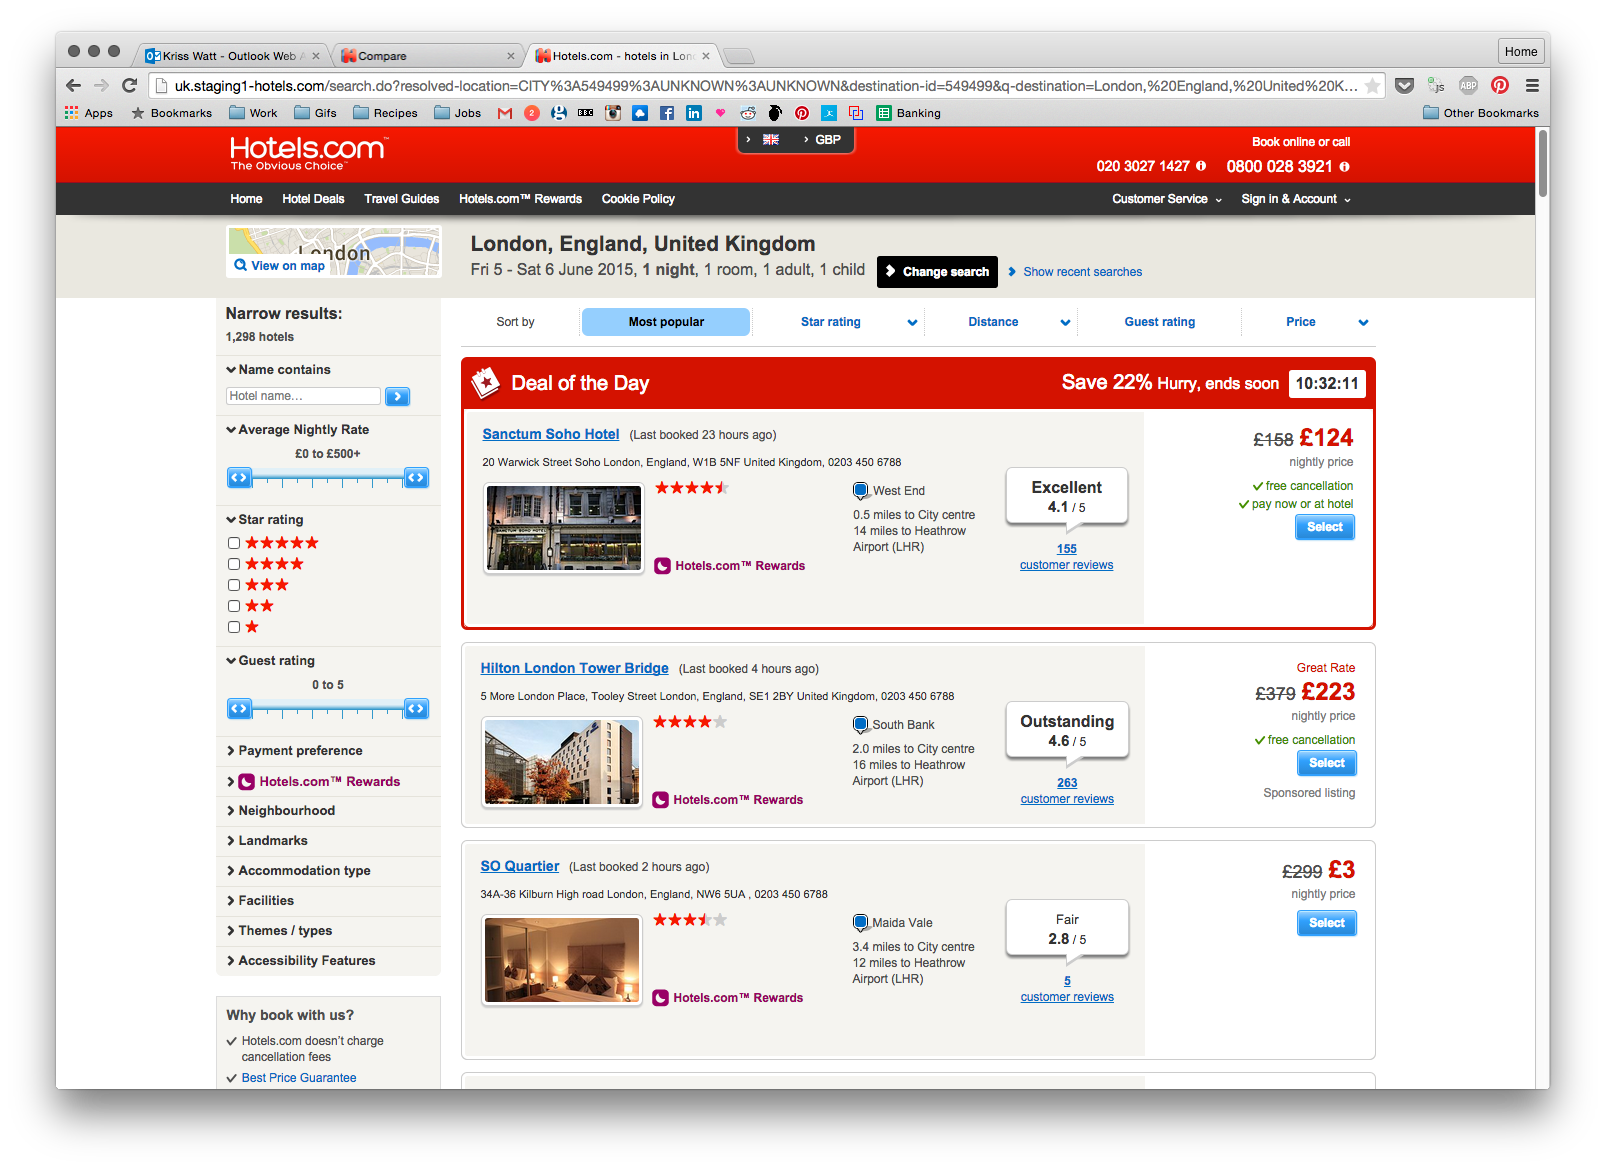 Kriss Watt - Outlook Web A
Compare
Hotels.com - hotels in Lond
Home
uk.staging1-hotels.com/search.do?resolved-location=CITY%3A549499%3AUNKNOWN%3AUNKNOWN&destination-id=549499&q-destination=London,%20England,%20United%20K...
Apps
Bookmarks
Work
Gifs
Recipes
Jobs
2
BBC
Banking
Other Bookmarks
ABP
Hotels.com™
The Obvious Choice™
GBP
Book online or call
020 3027 1427
0800 028 3921
Home
Hotel Deals
Travel Guides
Hotels.com™ Rewards
Cookie Policy
Customer Service
Sign in & Account
London
View on map
London, England, United Kingdom
Fri 5 - Sat 6 June 2015, 1 night, 1 room, 1 adult, 1 child
Change search
Show recent searches
Narrow results:
1,298 hotels
Name contains
Hotel name...
Average Nightly Rate
£0 to £500+
Star rating
Guest rating
0 to 5
Payment preference
Hotels.com™ Rewards
Neighbourhood
Landmarks
Accommodation type
Facilities
Themes / types
Accessibility Features
Why book with us?
Hotels.com doesn't charge
cancellation fees
Best Price Guarantee
Sort by
Most popular
Star rating
Distance
Guest rating
Price
Deal of the Day
Save 22% Hurry, ends soon 10:32:11
Sanctum Soho Hotel (Last booked 23 hours ago)
20 Warwick Street Soho London, England, W1B 5NF United Kingdom, 0203 450 6788
SANCTUM SOHO HOTEL
Hotels.com™ Rewards
West End
0.5 miles to City centre
14 miles to Heathrow
Airport (LHR)
Excellent
4.1 / 5
155
customer reviews
£158 £124
nightly price
free cancellation
pay now or at hotel
Select
Hilton London Tower Bridge (Last booked 4 hours ago)
5 More London Place, Tooley Street London, England, SE1 2BY United Kingdom, 0203 450 6788
Hotels.com™ Rewards
South Bank
2.0 miles to City centre
16 miles to Heathrow
Airport (LHR)
Outstanding
4.6 / 5
263
customer reviews
Great Rate
£379 £223
nightly price
free cancellation
Select
Sponsored listing
SO Quartier (Last booked 2 hours ago)
34A-36 Kilburn High road London, England, NW6 5UA , 0203 450 6788
Hotels.com™ Rewards
Maida Vale
3.4 miles to City centre
12 miles to Heathrow
Airport (LHR)
Fair
2.8 / 5
5
customer reviews
£299 £3
nightly price
Select